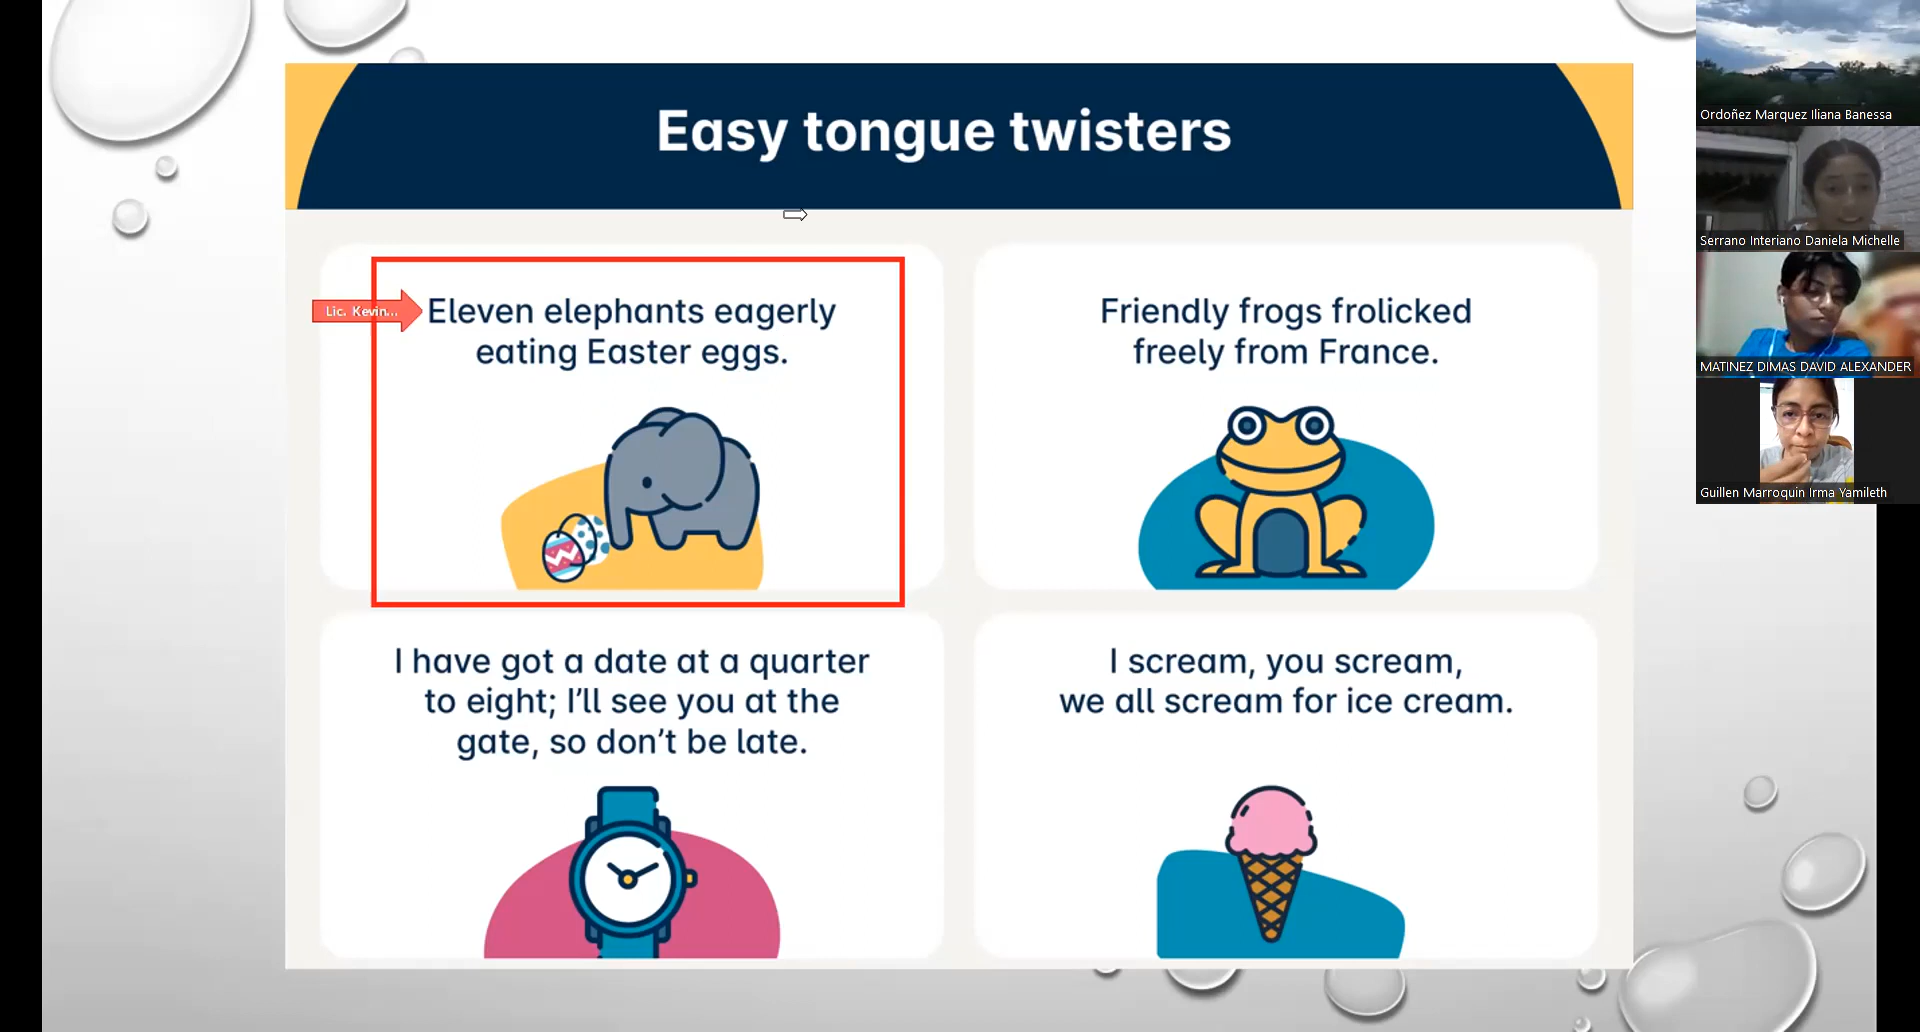 Easy tongue twisters
Lic. Kevin...
Eleven elephants eagerly
eating Easter eggs.
Friendly frogs frolicked
freely from France.
I have got a date at a quarter
to eight; I'll see you at the
gate, so don't be late.
I scream, you scream,
we all scream for ice cream.
Ordoñez Marquez Iliana Banessa
Serrano Interiano Daniela Michelle
MATINEZ DIMAS DAVID ALEXANDER
Guillen Marroquin Irma Yamileth